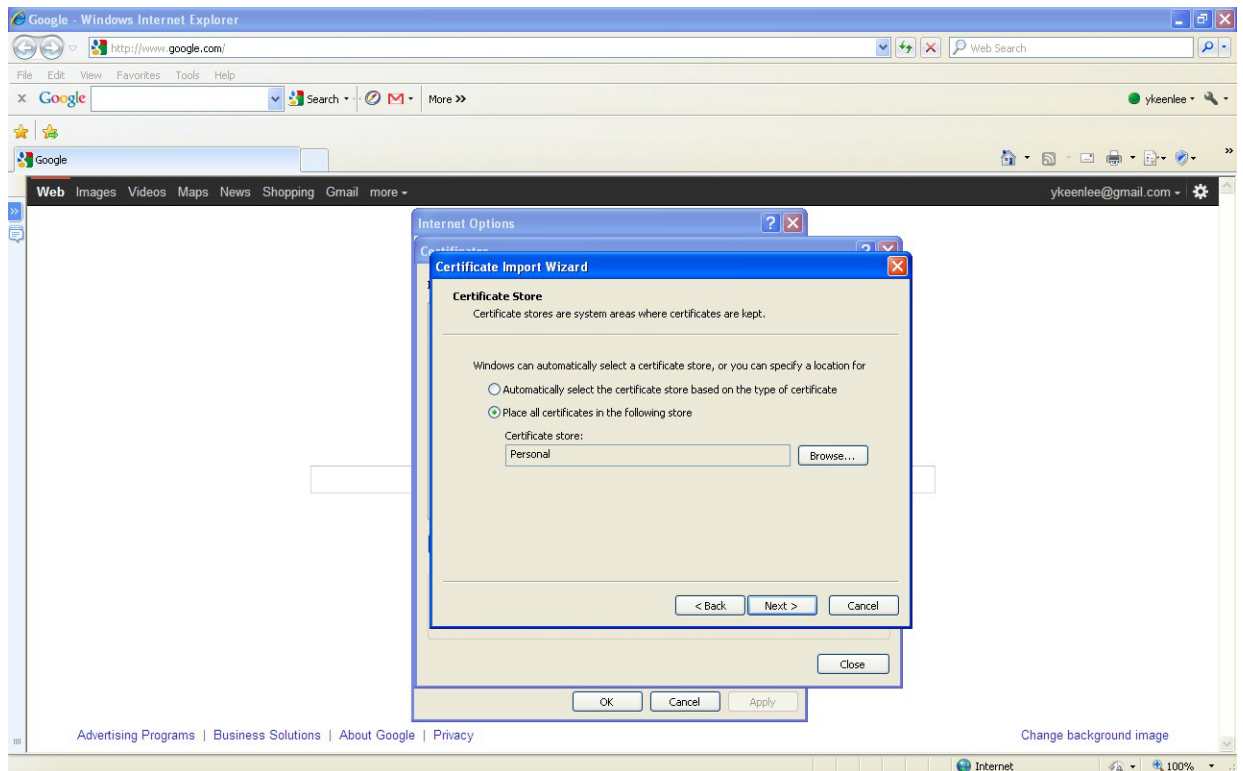 Google - Windows Internet Explorer
http://www.google.com/
Web Search
File Edit View Favorites Tools Help
x Google Search More >> ykeenlee
Google
Web Images Videos Maps News Shopping Gmail more ykeenlee@gmail.com
Internet Options
Certificates
Certificate Import Wizard
Certificate Store
Certificate stores are system areas where certificates are kept.
Windows can automatically select a certificate store, or you can specify a location for
Automatically select the certificate store based on the type of certificate
Place all certificates in the following store
Certificate store:
Personal Browse...
< Back Next > Cancel
Close
OK Cancel Apply
Advertising Programs | Business Solutions | About Google | Privacy Change background image
Internet 100%